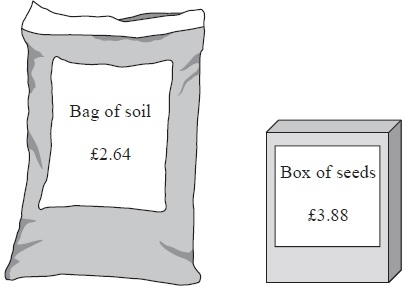 Bag of soil
£2.64
Box of seeds
£3.88